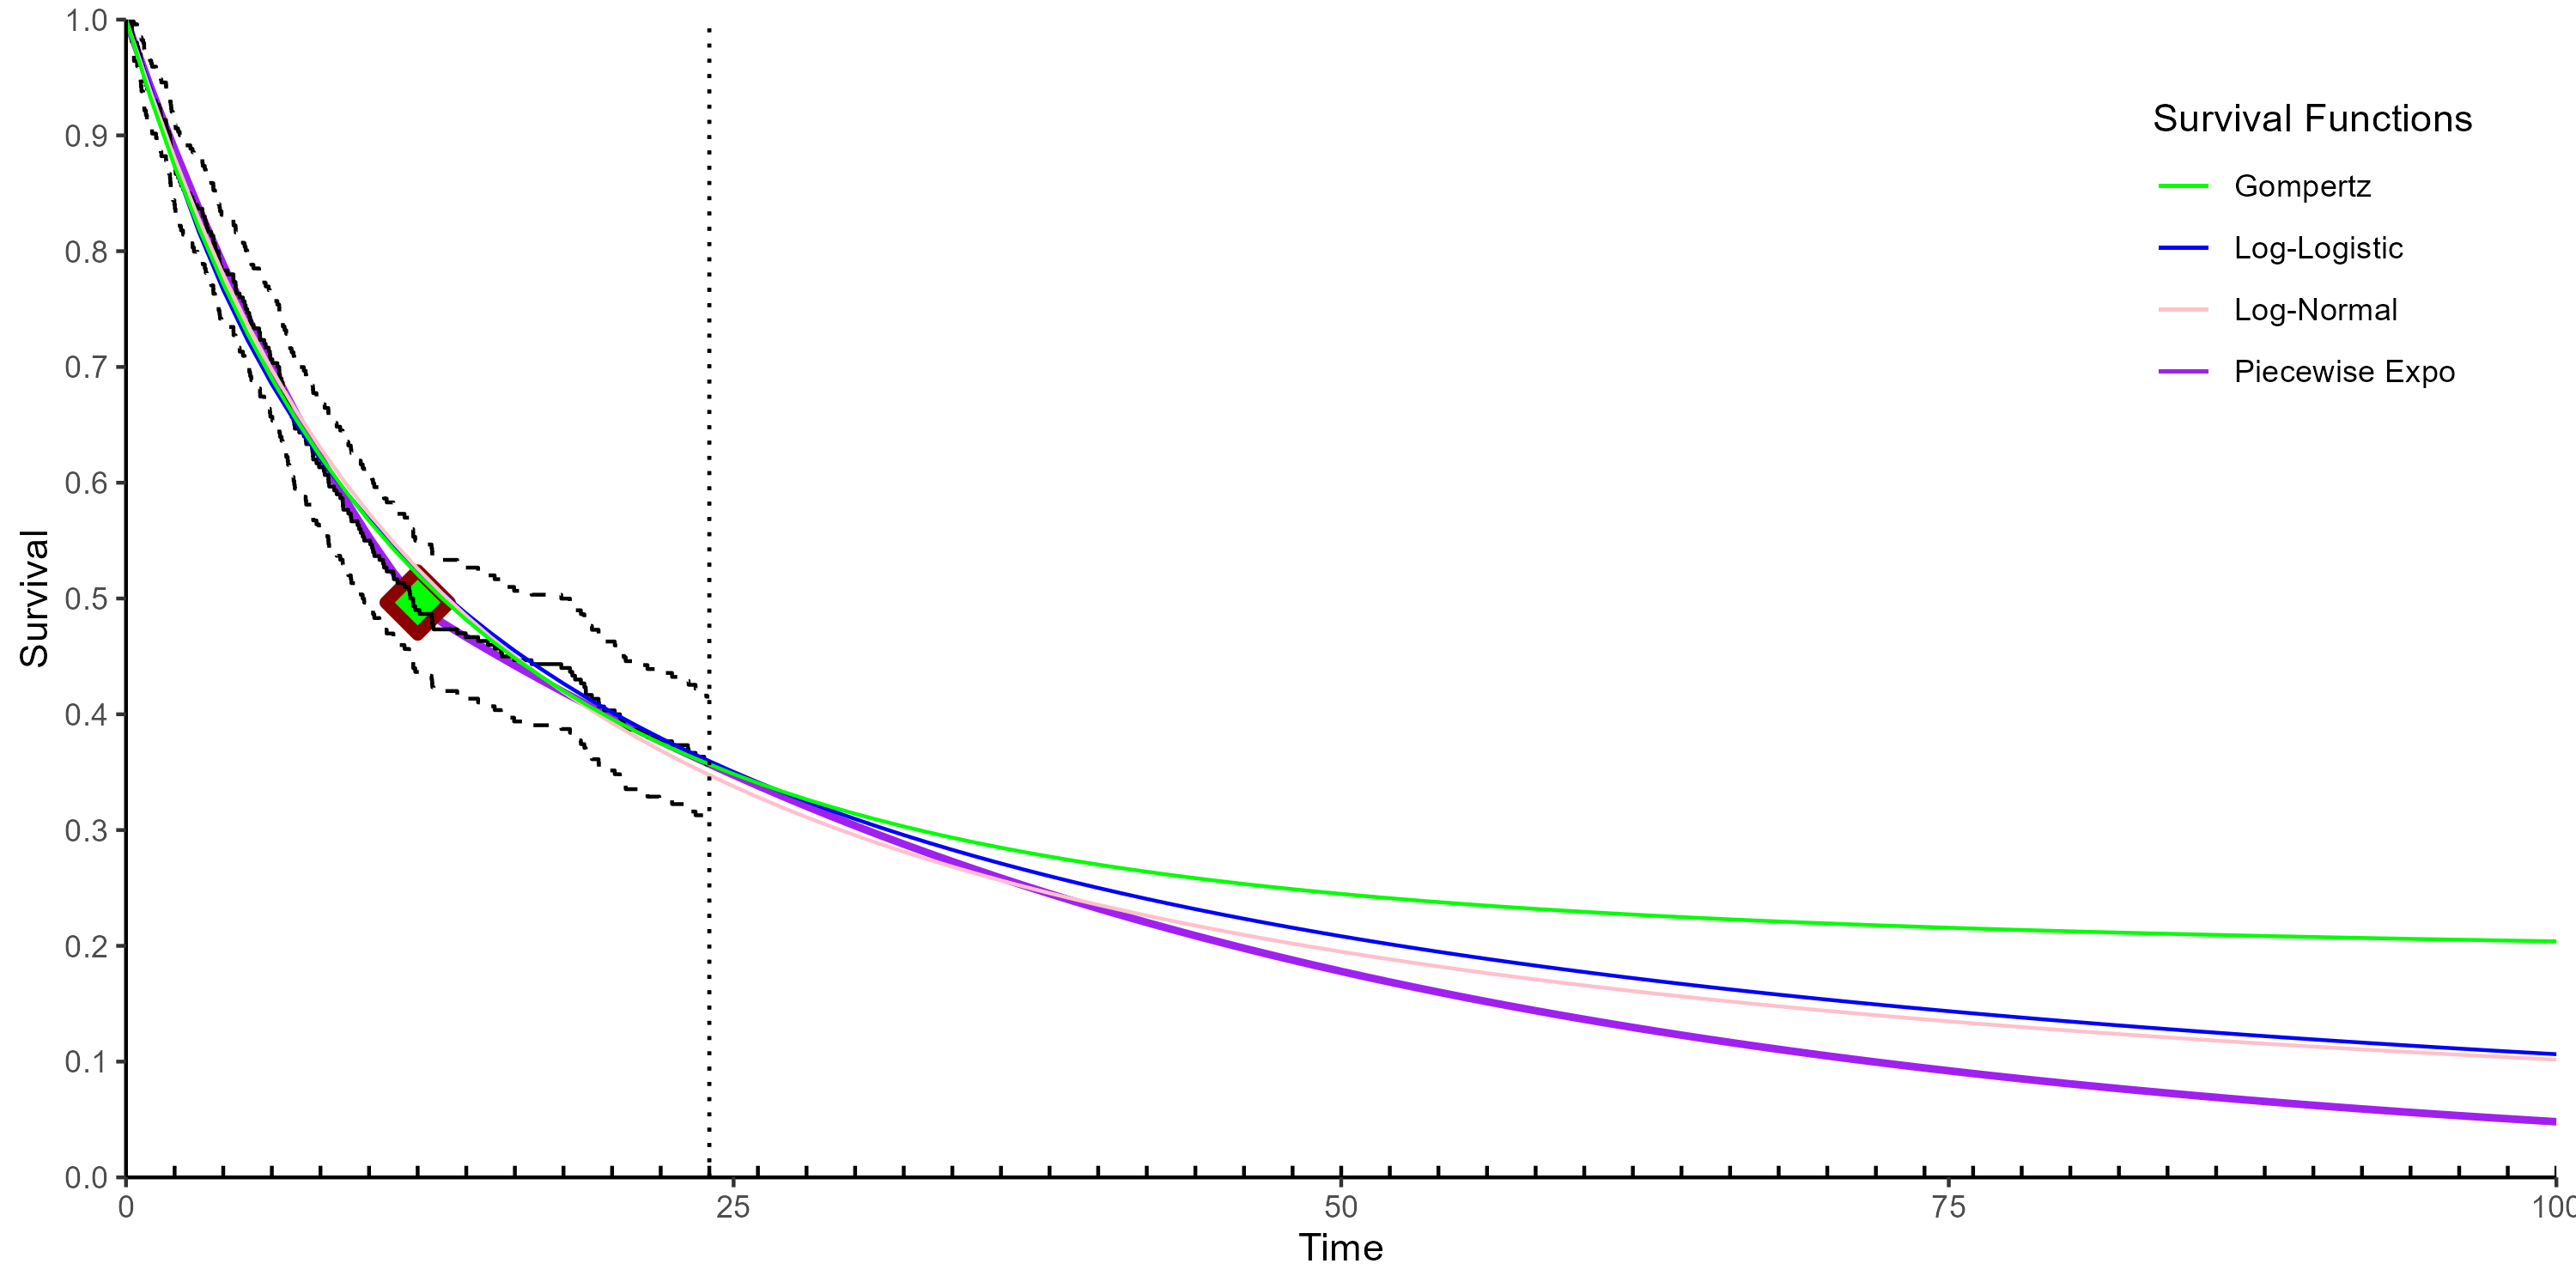 1.0
0.9
0.8
0.7
0.6
0.5
0.4
0.3
0.2
0.1
0.0
Survival
0 25 50 75 100
Time
Survival Functions
Gompertz
Log-Logistic
Log-Normal
Piecewise Expo